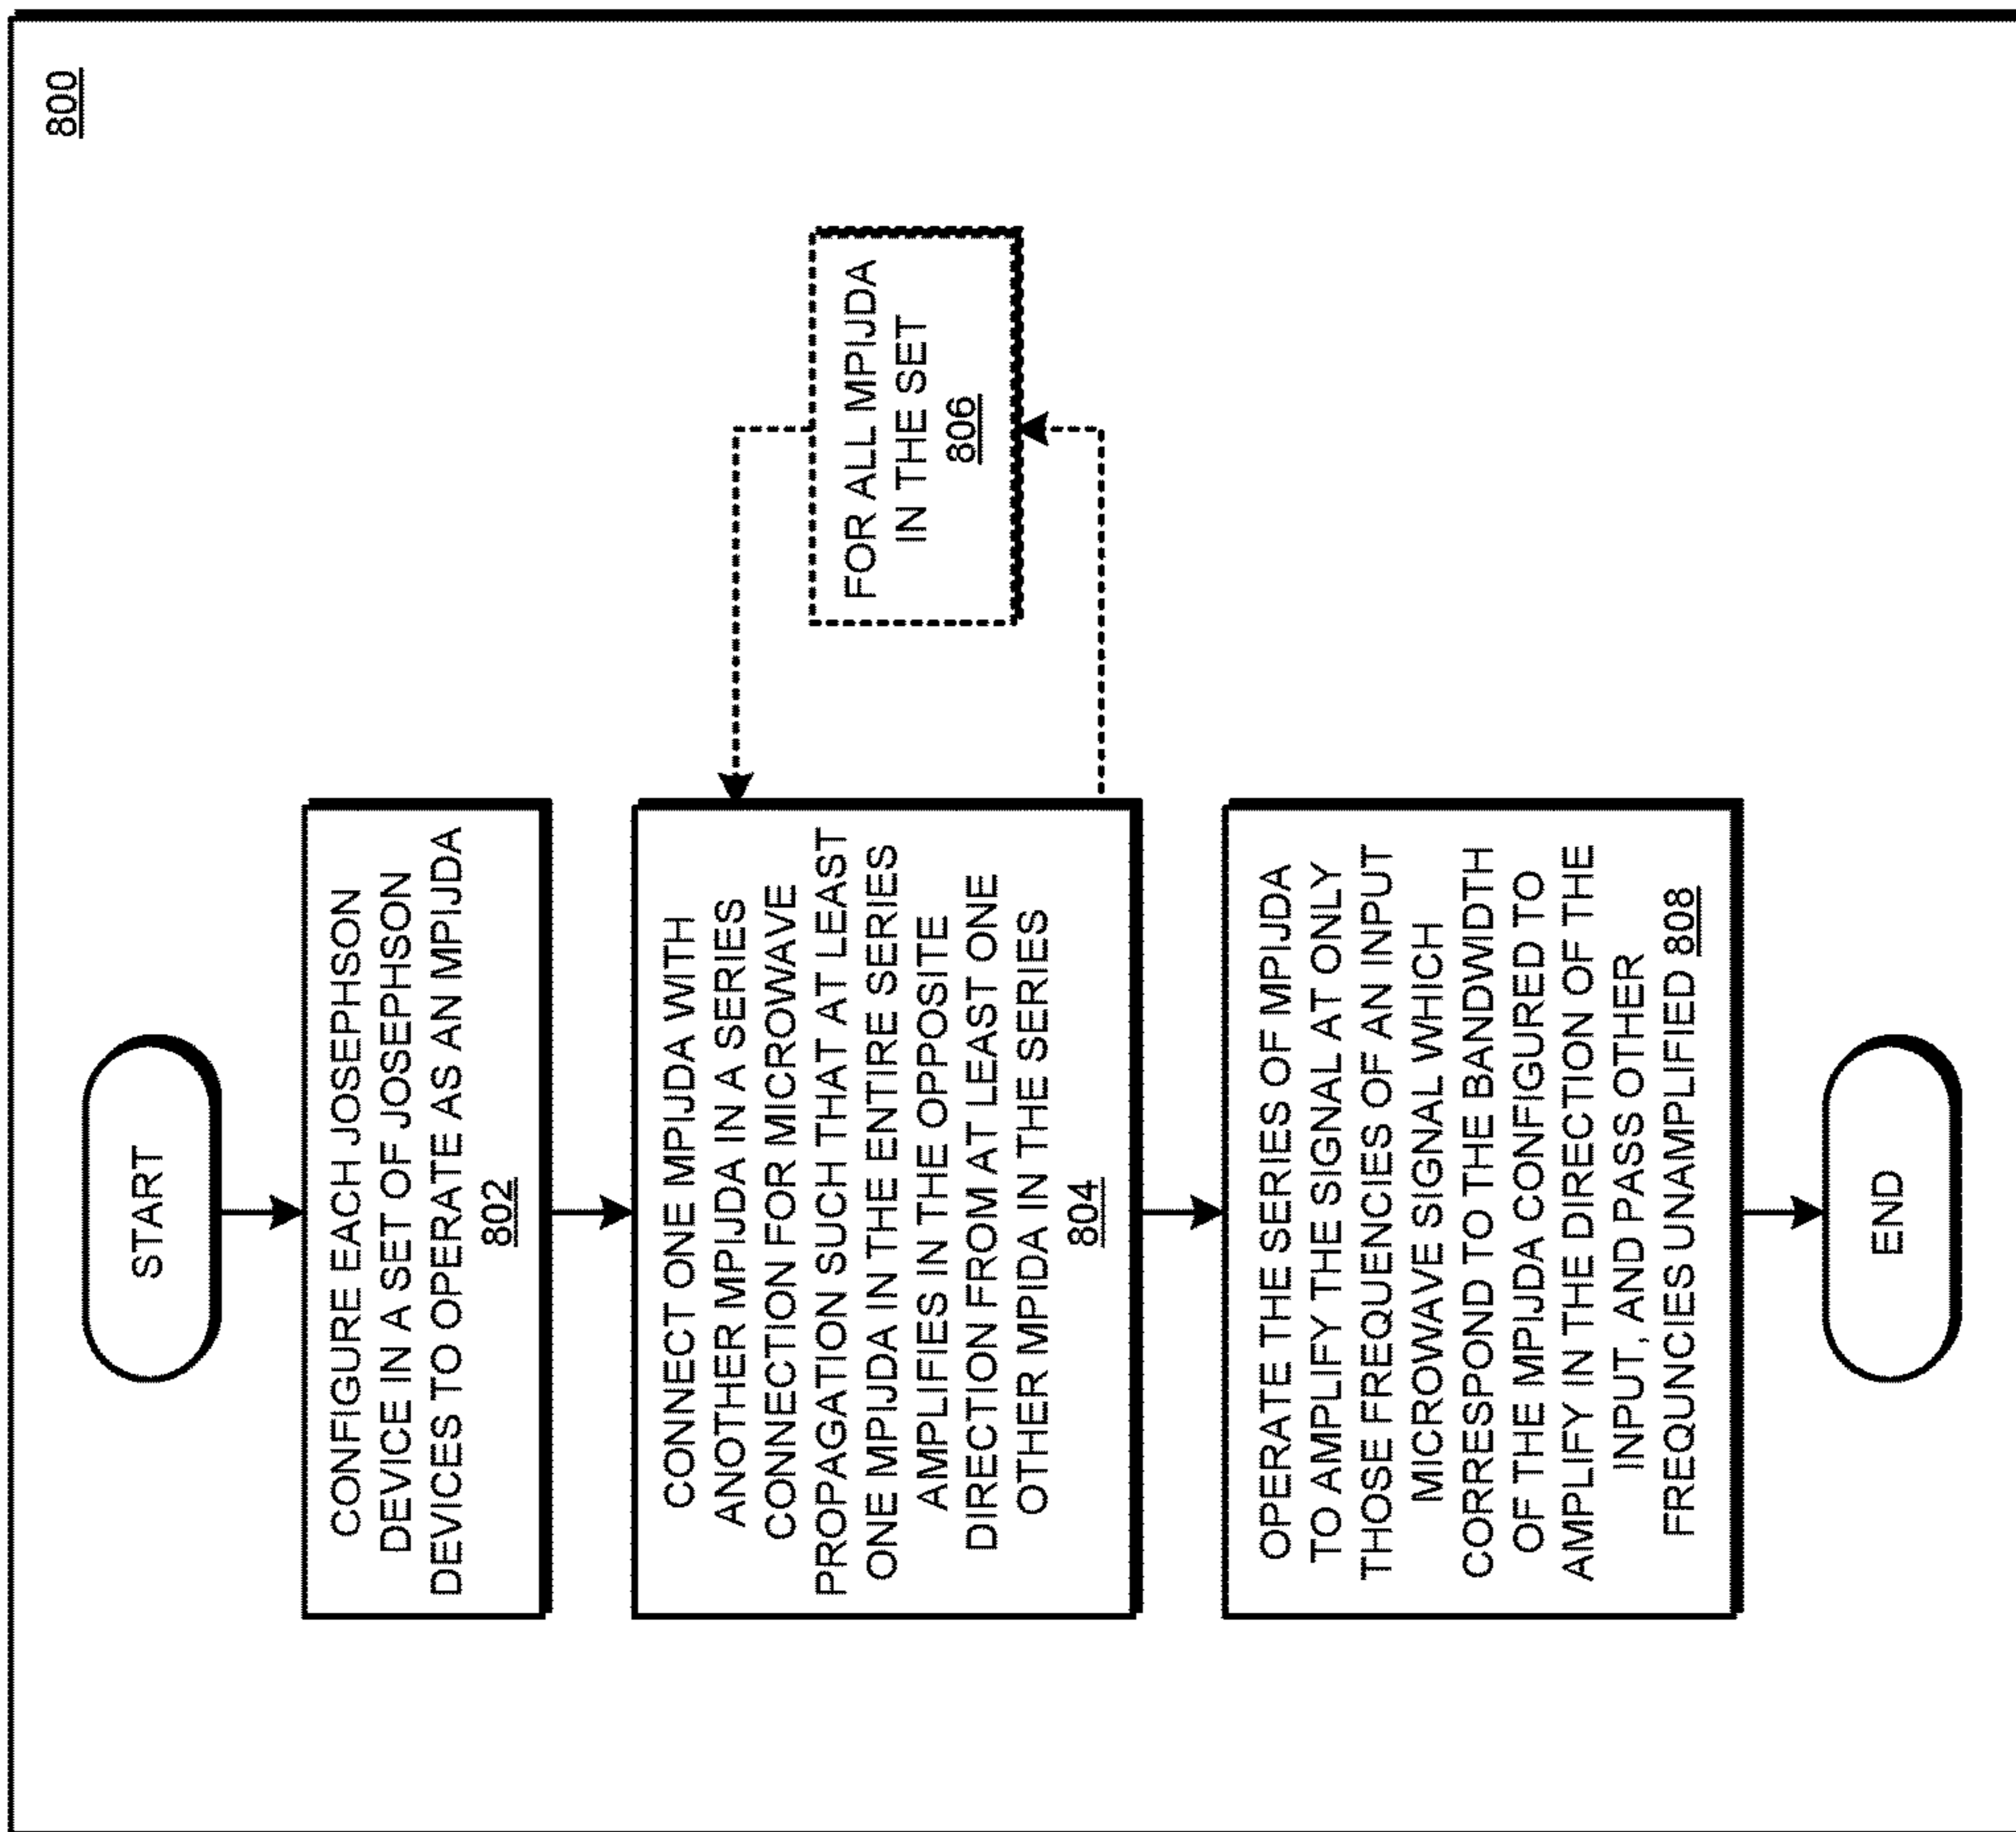 800
START
CONFIGURE EACH JOSEPHSON
DEVICE IN A SET OF JOSEPHSON
DEVICES TO OPERATE AS AN MPIJDA
802
CONNECT ONE MPIJDA WITH
ANOTHER MPIJDA IN A SERIES
CONNECTION FOR MICROWAVE
PROPAGATION SUCH THAT AT LEAST
ONE MPIJDA IN THE ENTIRE SERIES
AMPLIFIES IN THE OPPOSITE
DIRECTION FROM AT LEAST ONE
OTHER MPIDA IN THE SERIES
804
FOR ALL MPIJDA
IN THE SET
806
OPERATE THE SERIES OF MPIJDA
TO AMPLIFY THE SIGNAL AT ONLY
THOSE FREQUENCIES OF AN INPUT
MICROWAVE SIGNAL WHICH
CORRESPOND TO THE BANDWIDTH
OF THE MPIJDA CONFIGURED TO
AMPLIFY IN THE DIRECTION OF THE
INPUT, AND PASS OTHER
FREQUNCIES UNAMPLIFIED 808
END